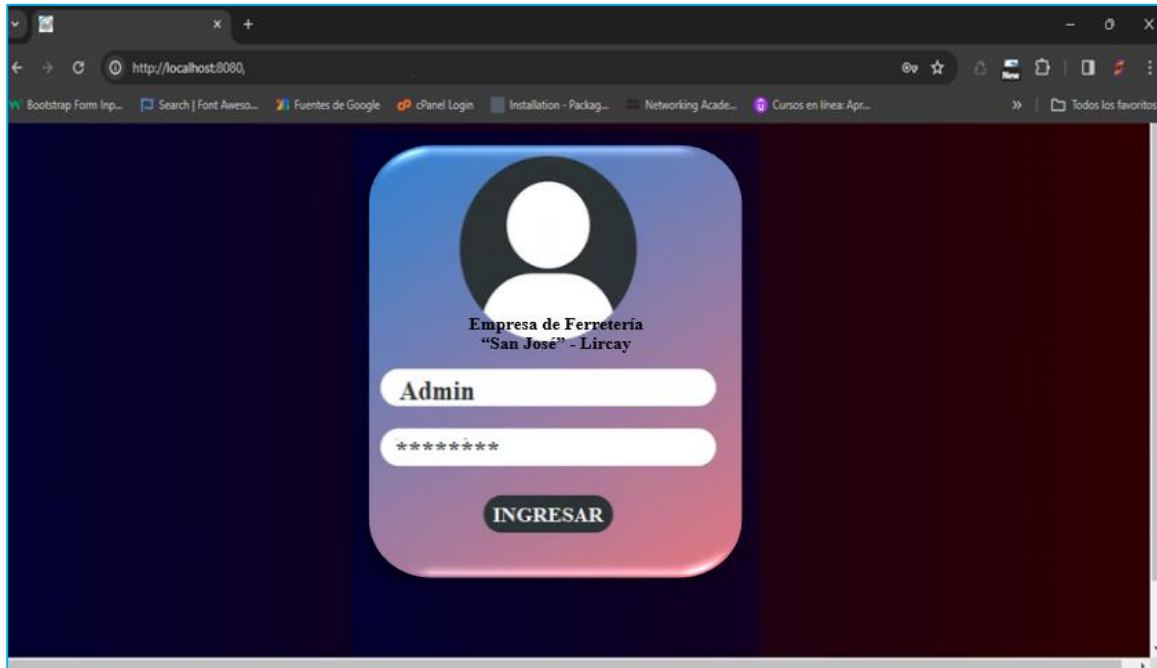 http://localhost:8080,
New
Bootstrap Form Inp... Search | Font Aweso... Fuentes de Google cPanel Login Installation - Packag... Networking Acade... Cursos en línea: Apr... » Todos los favoritos
Empresa de Ferretería
“San José” - Lircay
Admin
********
INGRESAR